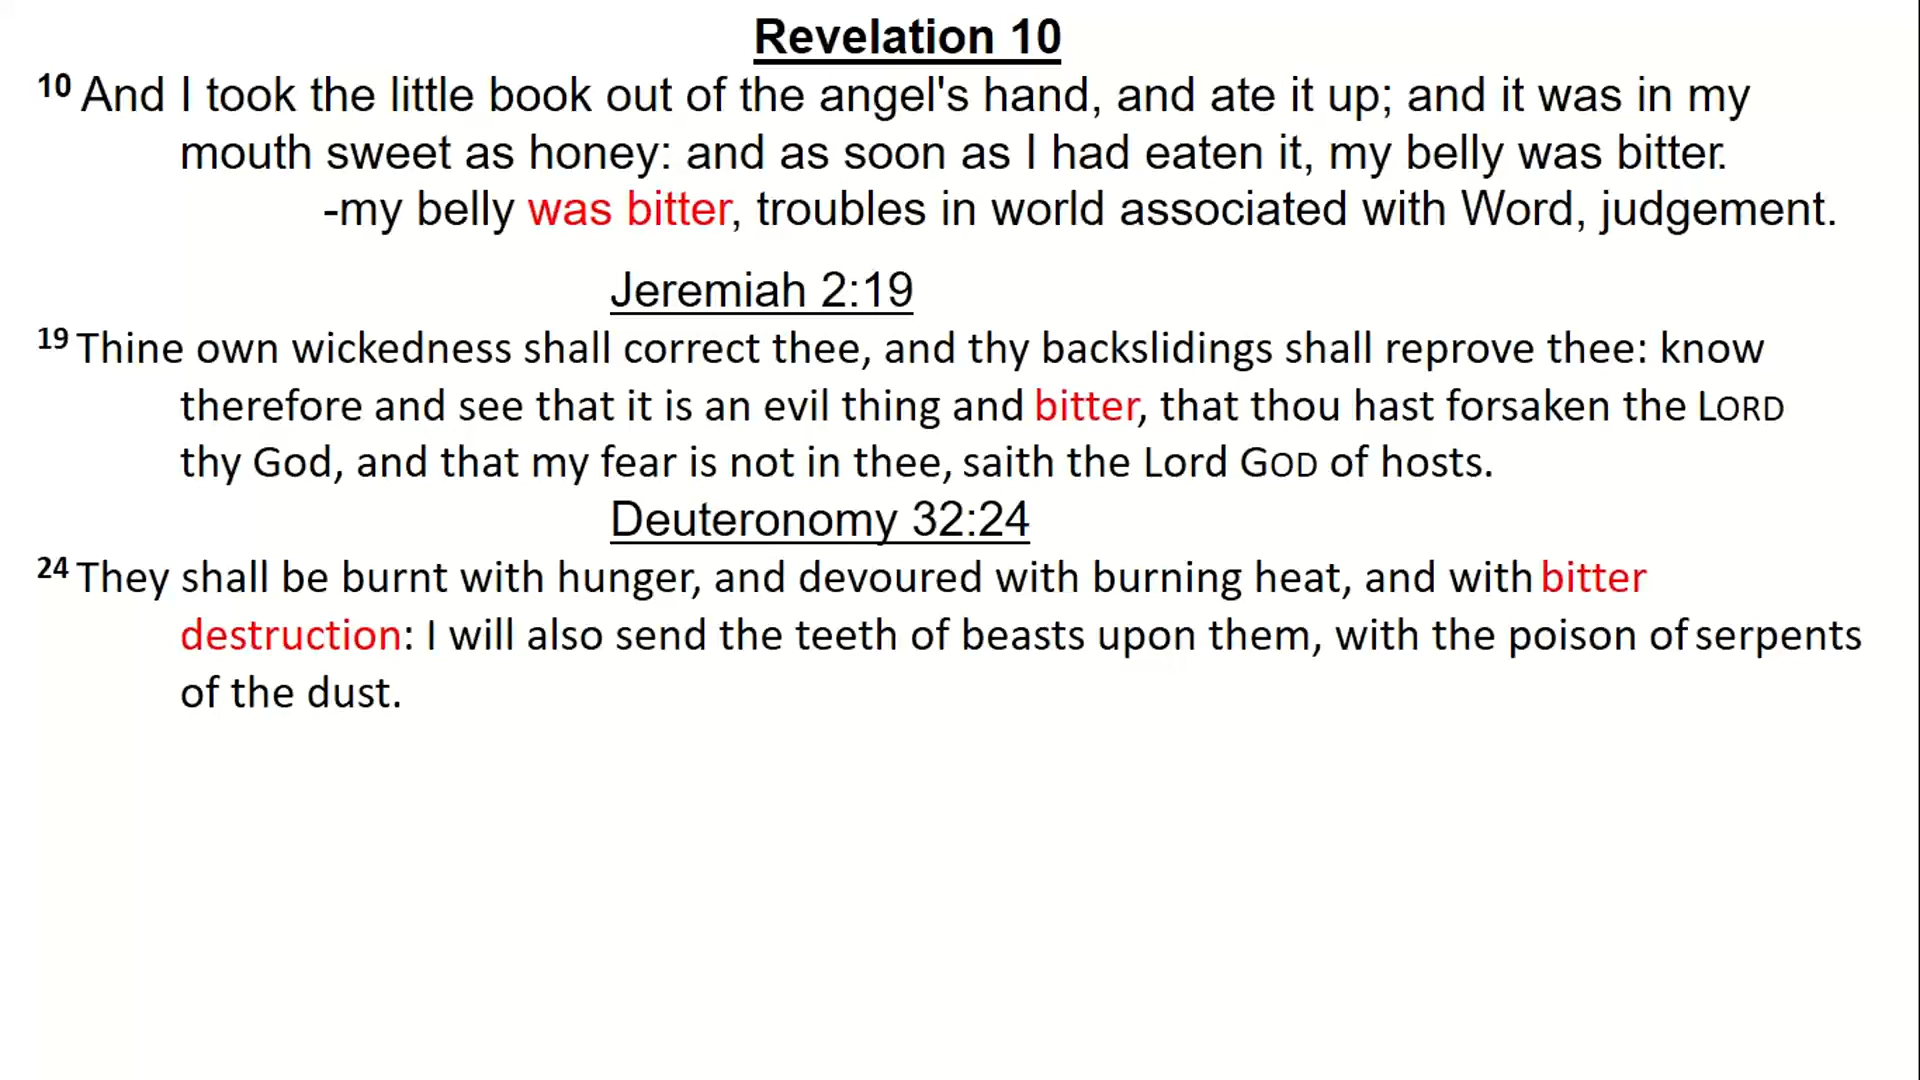 Revelation 10
10 And I took the little book out of the angel's hand, and ate it up; and it was in my
mouth sweet as honey: and as soon as I had eaten it, my belly was bitter.
-my belly was bitter, troubles in world associated with Word, judgement.
Jeremiah 2:19
19 Thine own wickedness shall correct thee, and thy backslidings shall reprove thee: know
therefore and see that it is an evil thing and bitter, that thou hast forsaken the LORD
thy God, and that my fear is not in thee, saith the Lord GOD of hosts.
Deuteronomy 32:24
24 They shall be burnt with hunger, and devoured with burning heat, and with bitter
destruction: I will also send the teeth of beasts upon them, with the poison of serpents
of the dust.